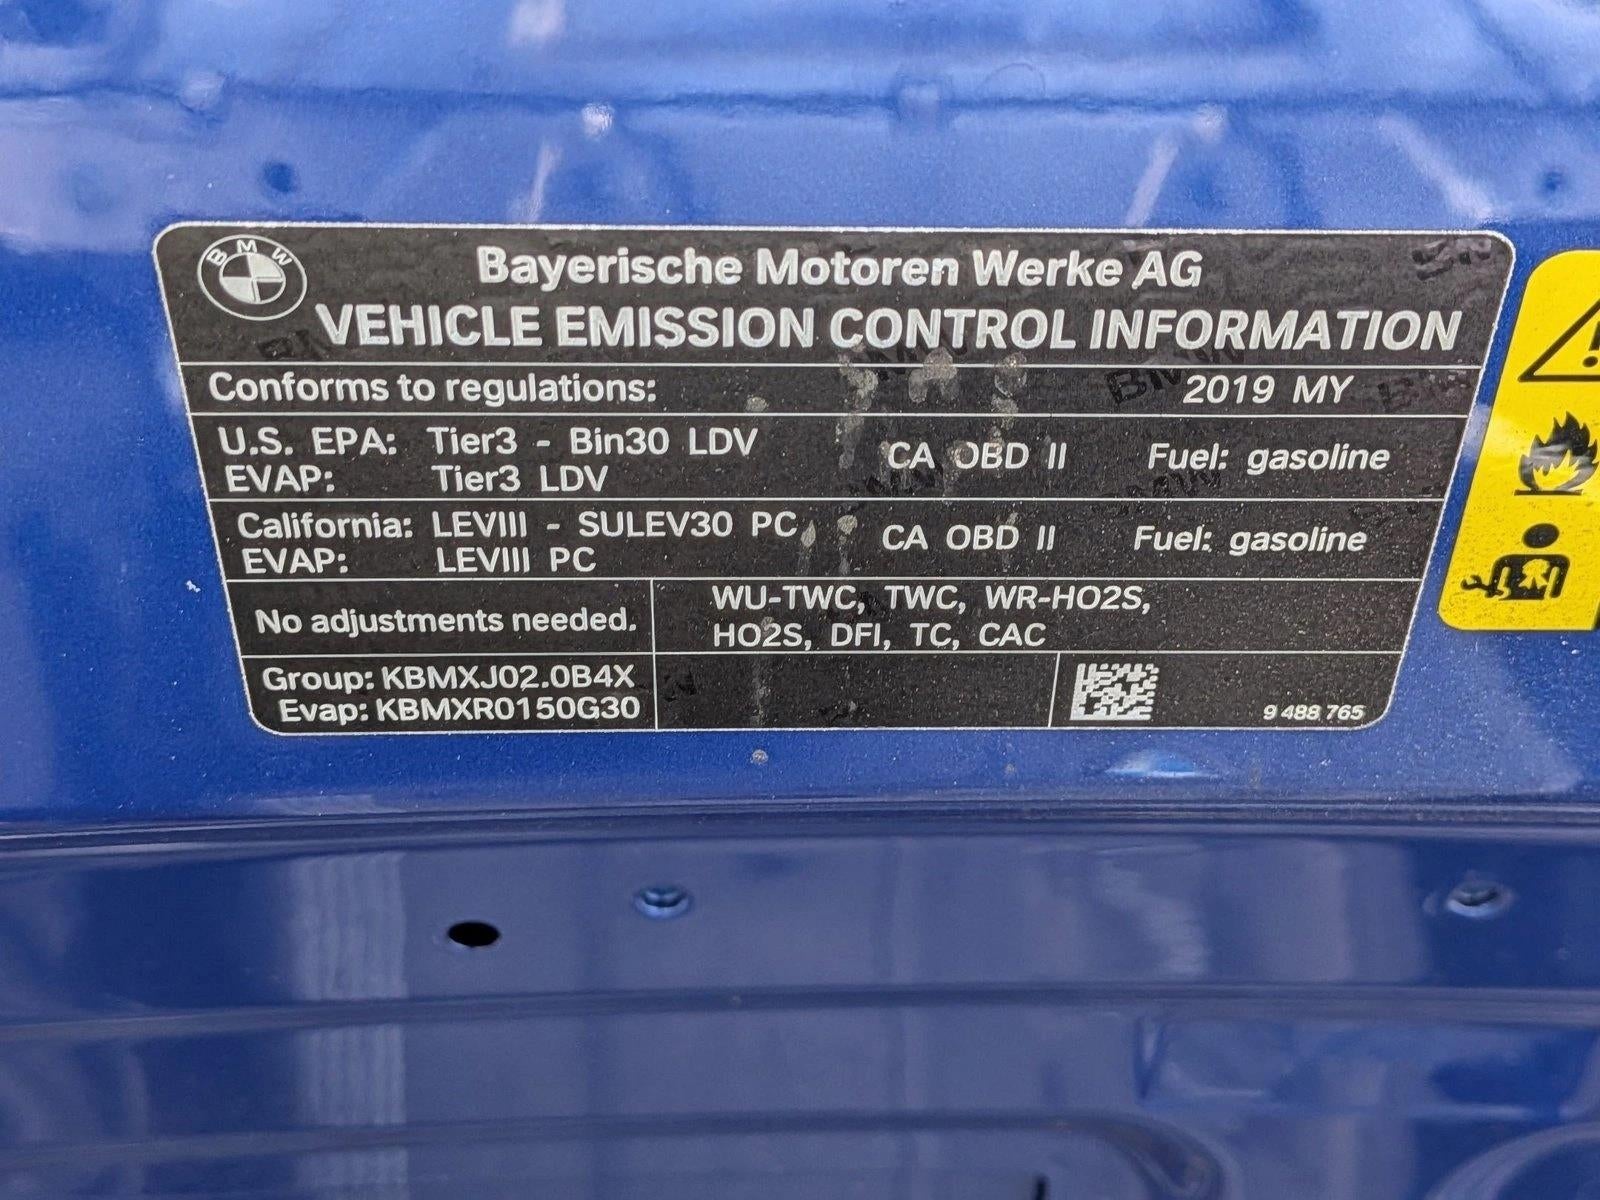 BMW
Bayerische Motoren Werke AG
VEHICLE EMISSION CONTROL INFORMATION
Conforms to regulations: 2019 MY
U.S. EPA: Tier3 - Bin30 LDV CA OBD II Fuel: gasoline
EVAP: Tier3 LDV
California: LEVIII - SULEV30 PC CA OBD II Fuel: gasoline
EVAP: LEVIII PC
No adjustments needed.
WU-TWC, TWC, WR-HO2S,
HO2S, DFI, TC, CAC
Group: KBMXJ02.0B4X
Evap: KBMXR0150G30
9 488 765